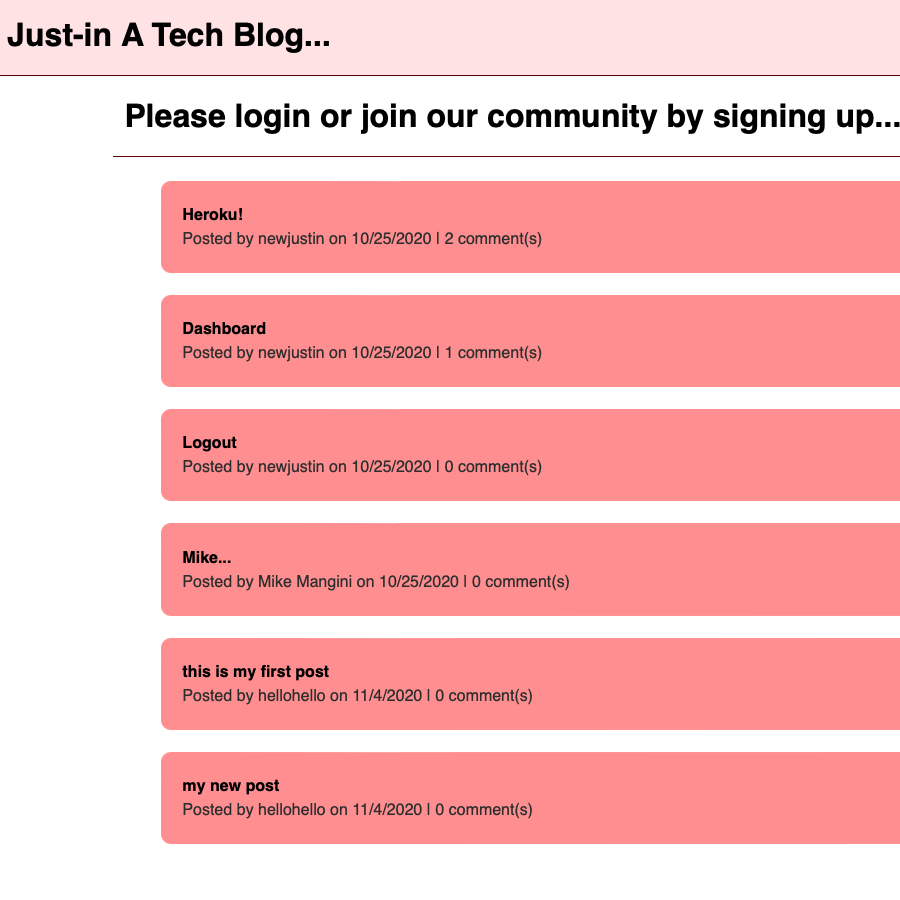 Just-in A Tech Blog...
Please login or join our community by signing up...
Heroku!
Posted by newjustin on 10/25/2020 | 2 comment(s)
Dashboard
Posted by newjustin on 10/25/2020 | 1 comment(s)
Logout
Posted by newjustin on 10/25/2020 | 0 comment(s)
Mike...
Posted by Mike Mangini on 10/25/2020 | 0 comment(s)
this is my first post
Posted by hellohello on 11/4/2020 | 0 comment(s)
my new post
Posted by hellohello on 11/4/2020 | 0 comment(s)